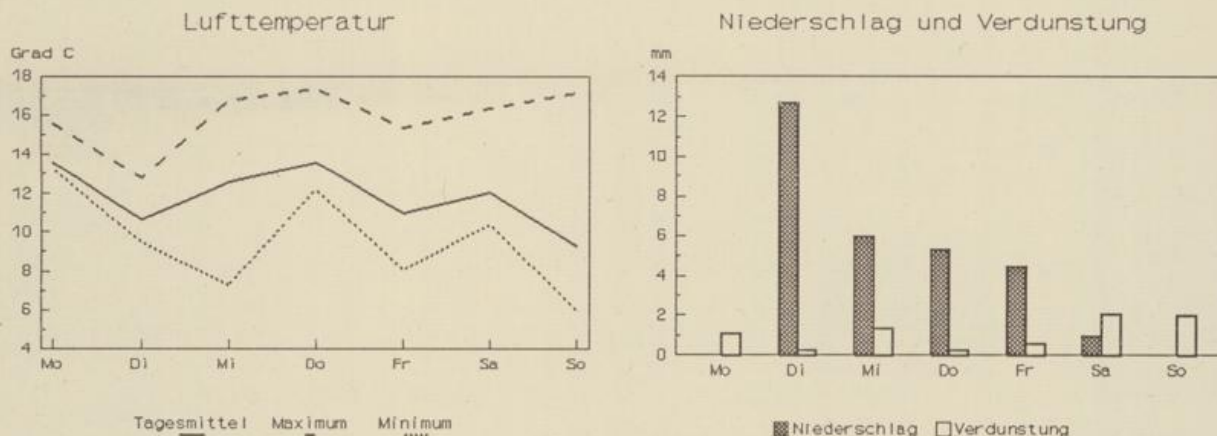 Lufttemperatur
Grad C
18
16
14
12
10
8
6
4
Mo Di Mi Do Fr Sa So
Tagesmittel Maximum Minimum
Niederschlag und Verdunstung
mm
14
12
10
8
6
4
2
0
Mo Di Mi Do Fr Sa So
Niederschlag Verdunstung